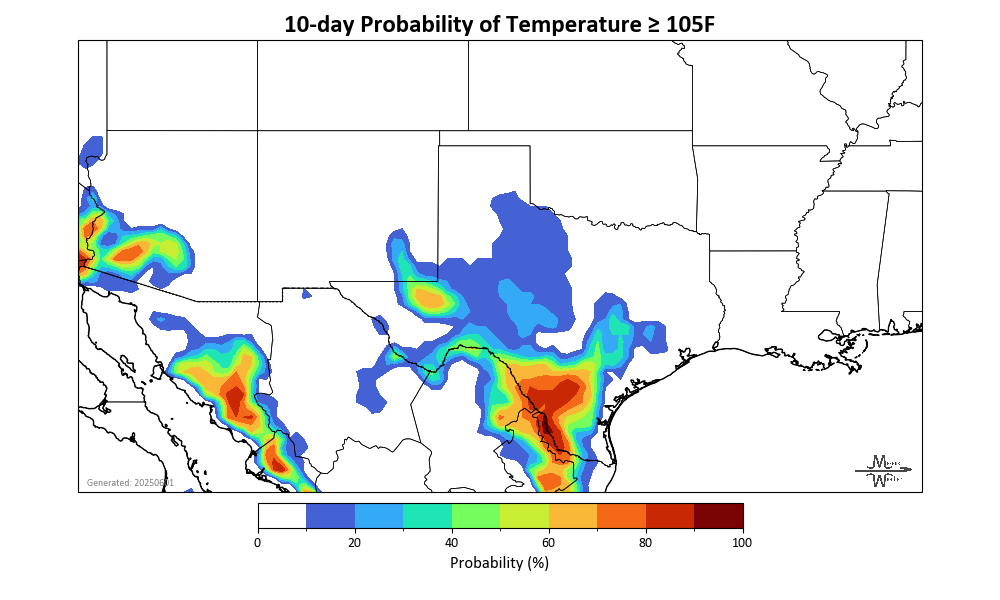 10-day Probability of Temperature ≥ 105F
Generated: 20250601
0 20 40 60 80 100
Probability (%)